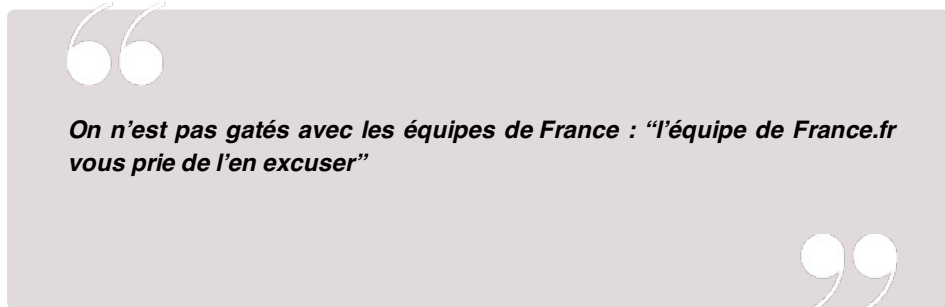 On n’est pas gatés avec les équipes de France : “l’équipe de France.fr
vous prie de l’en excuser”